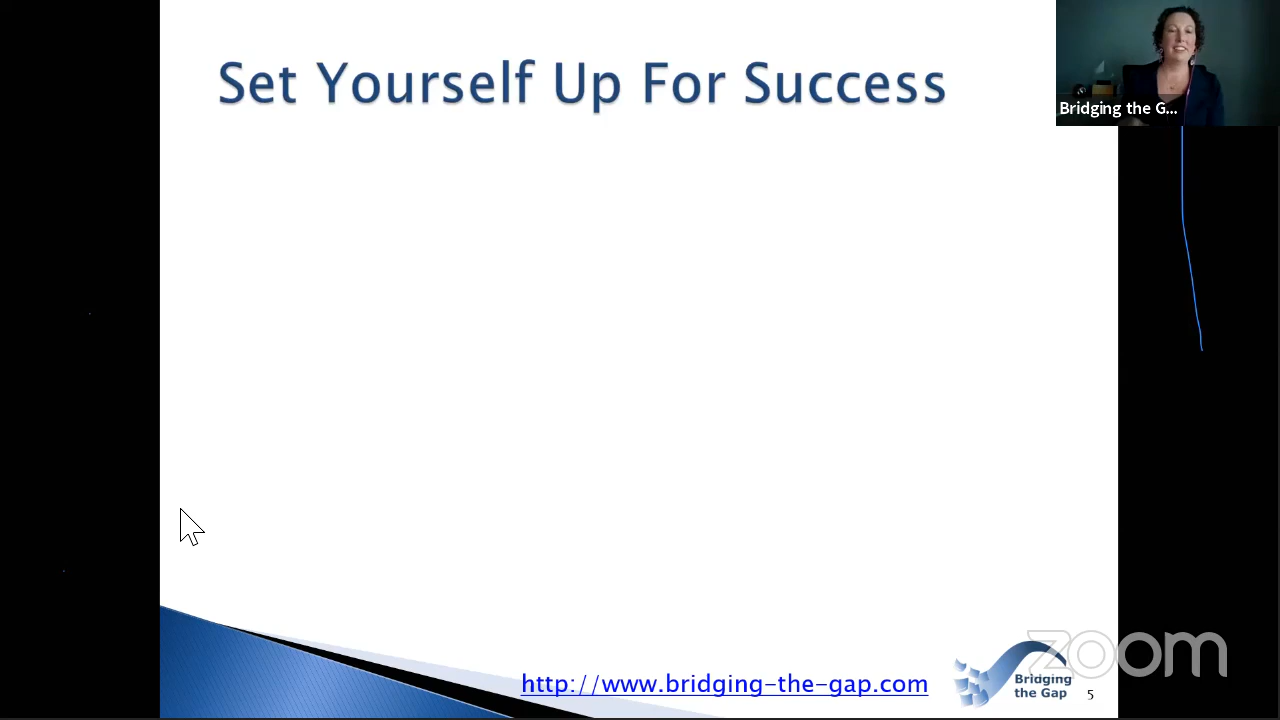 Set Yourself Up For Success
Bridging the G...
http://www.bridging-the-gap.com
Bridging
the Gap
5
zoom